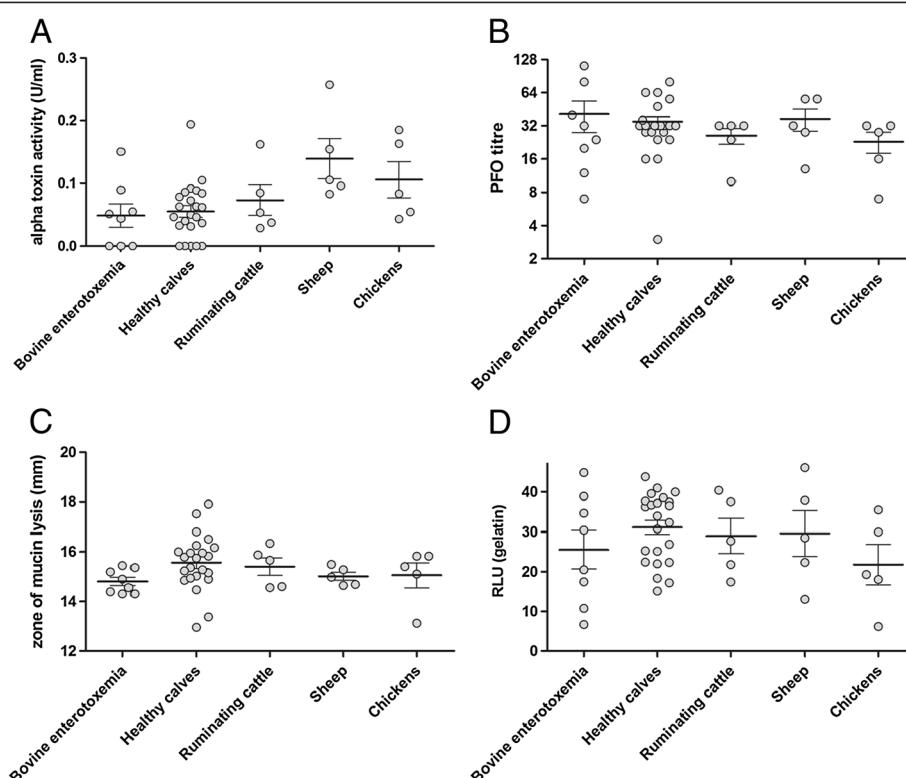 A
alpha toxin activity (U/ml)
0.3
0.2
0.1
0.0
Bovine enterotoxemia
Healthy calves
Ruminating cattle
Sheep
Chickens
B
PFO titre
128
64
32
16
8
4
2
Bovine enterotoxemia
Healthy calves
Ruminating cattle
Sheep
Chickens
C
zone of mucin lysis (mm)
20
18
16
14
12
Bovine enterotoxemia
Healthy calves
Ruminating cattle
Sheep
Chickens
D
RLU (gelatin)
40
30
20
10
0
Bovine enterotoxemia
Healthy calves
Ruminating cattle
Sheep
Chickens